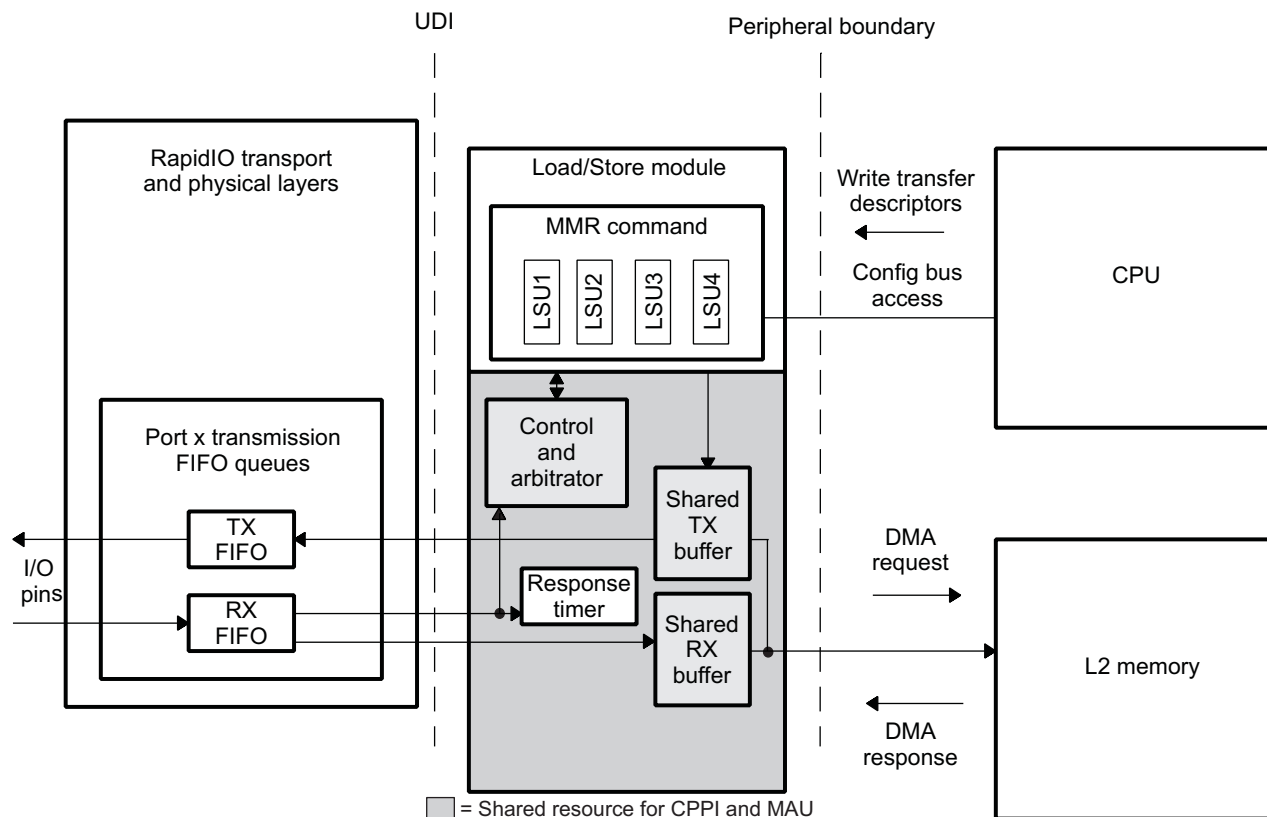 UDI
Peripheral boundary
RapidIO transport
and physical layers
Load/Store module
MMR command
LSU1
LSU2
LSU3
LSU4
Write transfer
descriptors
Config bus
access
CPU
Port x transmission
FIFO queues
TX
FIFO
RX
FIFO
I/O
pins
Control
and
arbitrator
Shared
TX
buffer
Response
timer
Shared
RX
buffer
DMA
request
DMA
response
L2 memory
= Shared resource for CPPI and MAU